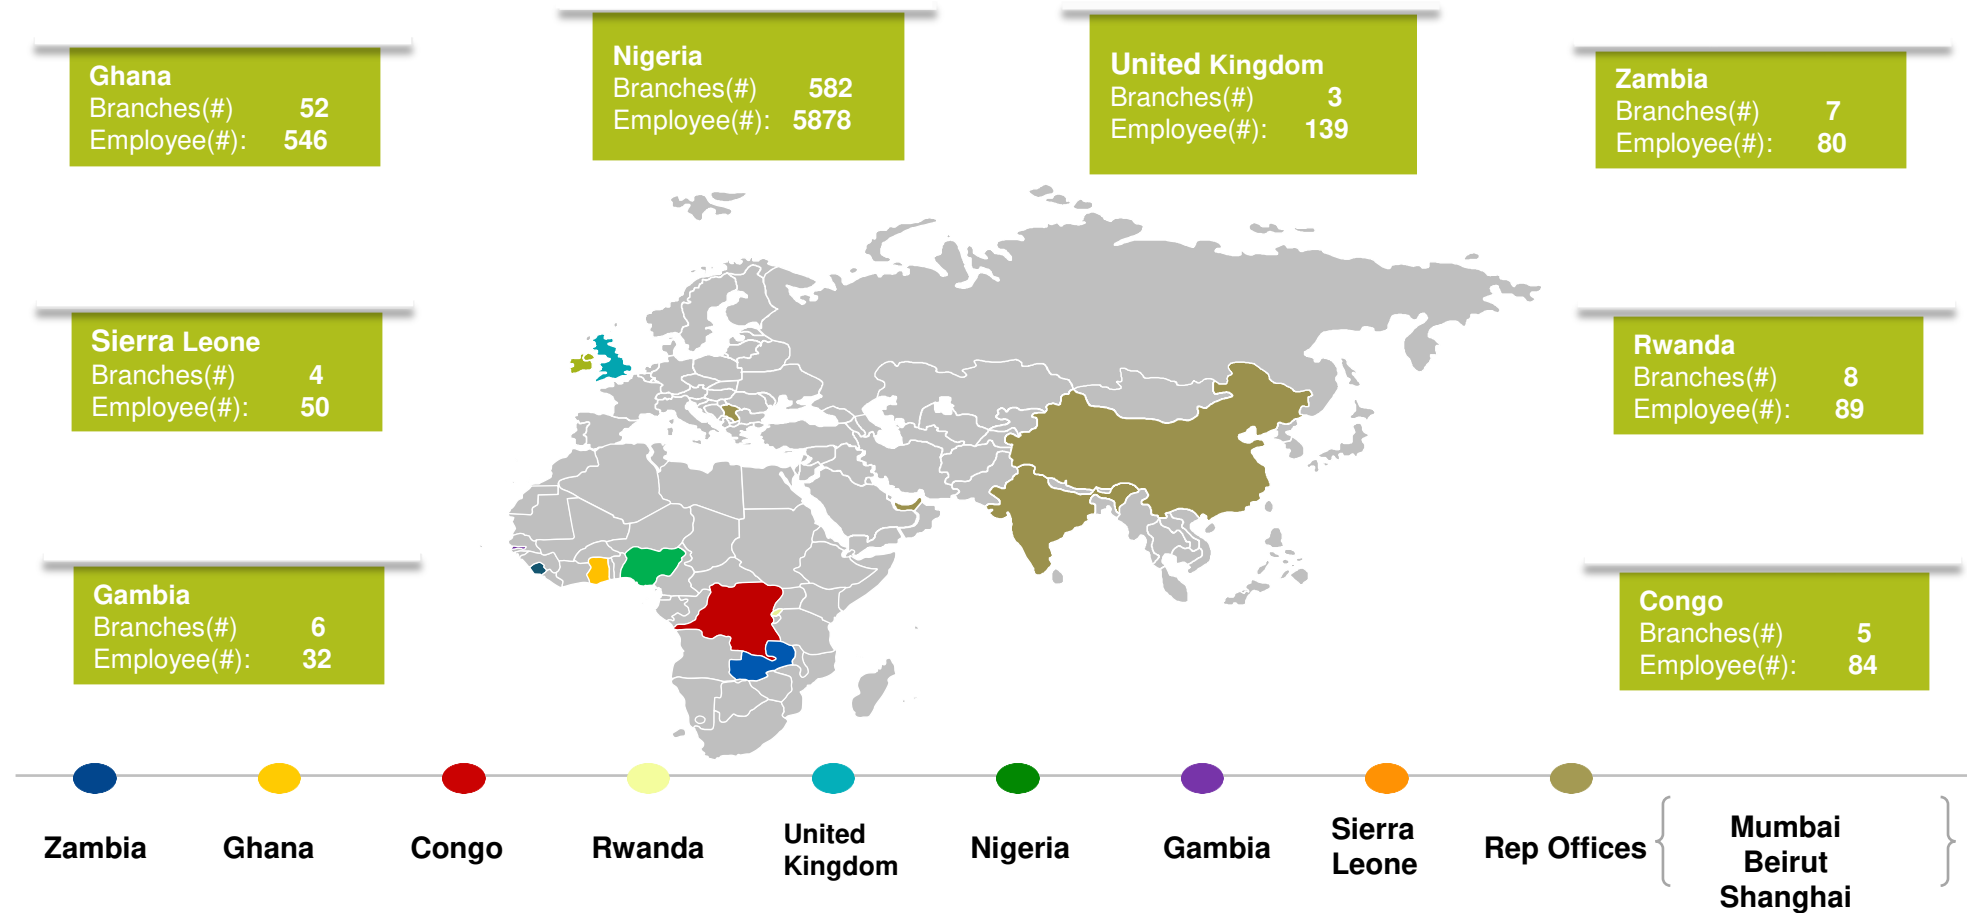 Ghana
Branches(#) 52
Employee(#): 546
Nigeria
Branches(#) 582
Employee(#): 5878
United Kingdom
Branches(#) 3
Employee(#): 139
Zambia
Branches(#) 7
Employee(#): 80
Sierra Leone
Branches(#) 4
Employee(#): 50
Rwanda
Branches(#) 8
Employee(#): 89
Gambia
Branches(#) 6
Employee(#): 32
Congo
Branches(#) 5
Employee(#): 84
Zambia
Ghana
Congo
Rwanda
United
Kingdom
Nigeria
Gambia
Sierra
Leone
Rep Offices
Mumbai
Beirut
Shanghai